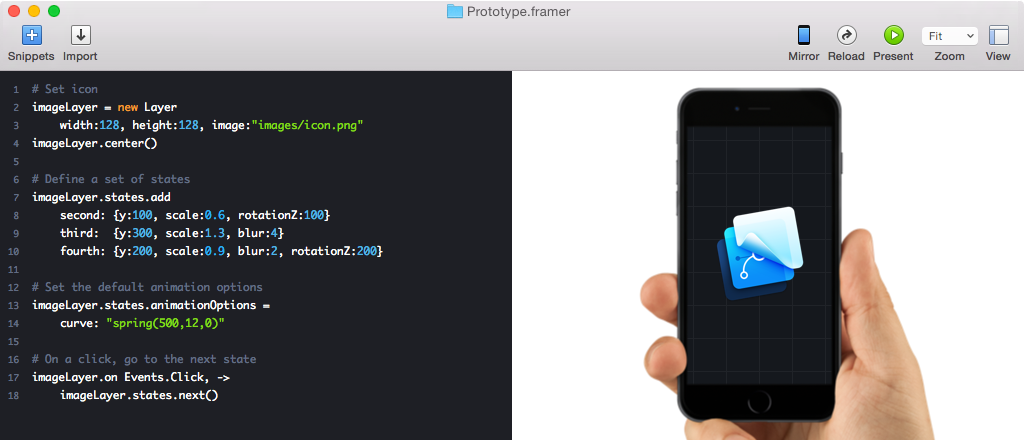 Prototype.framer
Snippets Import Mirror Reload Present Fit Zoom View
1 # Set icon
2 imageLayer = new Layer
3 width:128, height:128, image:"images/icon.png"
4 imageLayer.center()
5
6 # Define a set of states
7 imageLayer.states.add
8 second: {y:100, scale:0.6, rotationZ:100}
9 third:  {y:300, scale:1.3, blur:4}
10 fourth: {y:200, scale:0.9, blur:2, rotationZ:200}
11
12 # Set the default animation options
13 imageLayer.states.animationOptions =
14 curve: "spring(500,12,0)"
15
16 # On a click, go to the next state
17 imageLayer.on Events.Click, ->
18 imageLayer.states.next()